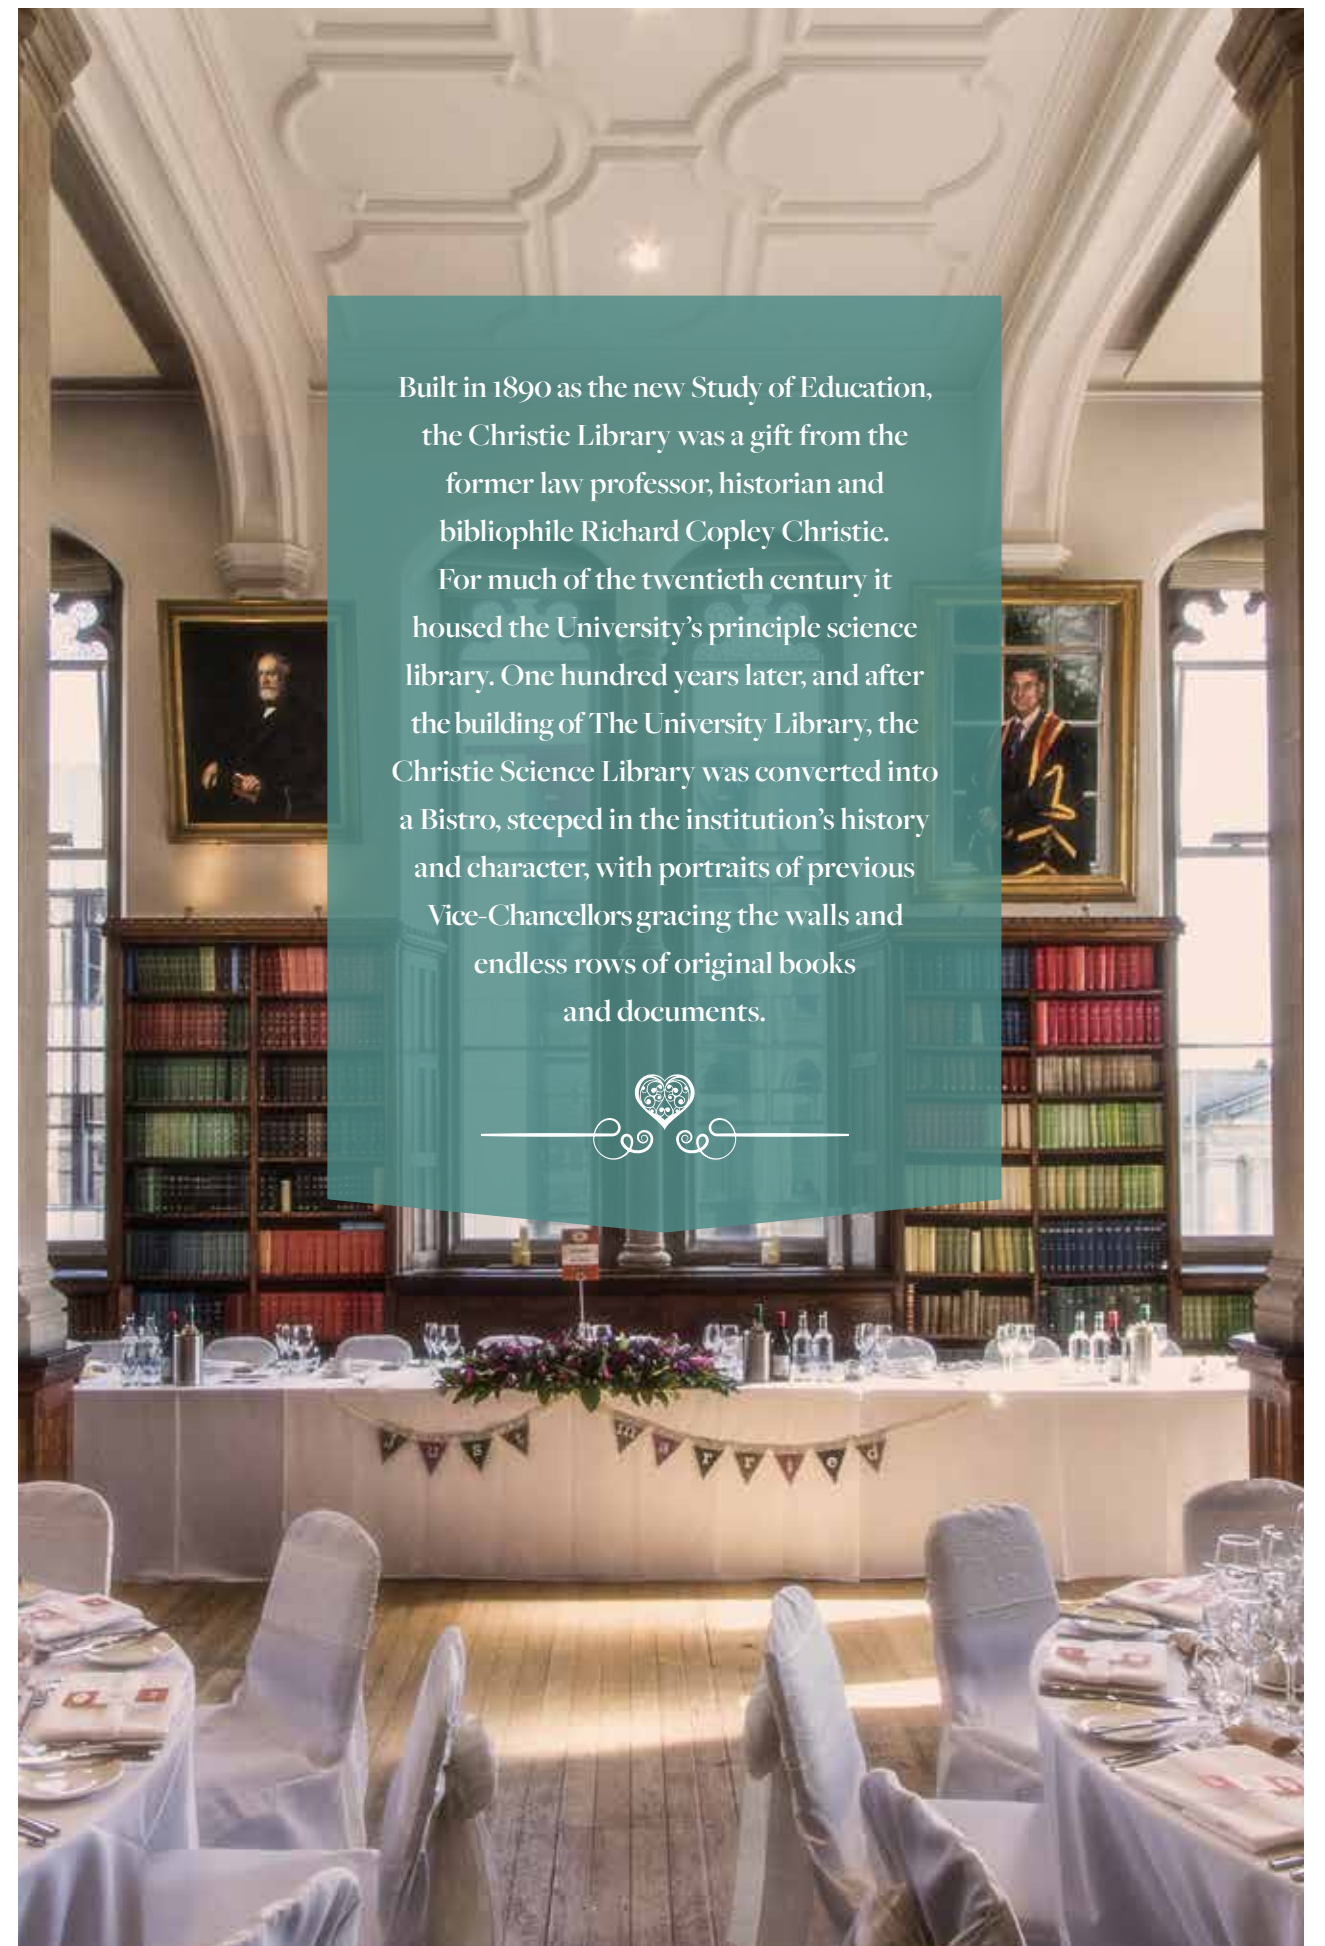 Built in 1890 as the new Study of Education,
the Christie Library was a gift from the
former law professor, historian and
bibliophile Richard Copley Christie.
For much of the twentieth century it
housed the University's principle science
library. One hundred years later, and after
the building of The University Library, the
Christie Science Library was converted into
a Bistro, steeped in the institution's history
and character, with portraits of previous
Vice-Chancellors gracing the walls and
endless rows of original books
and documents.
Just married